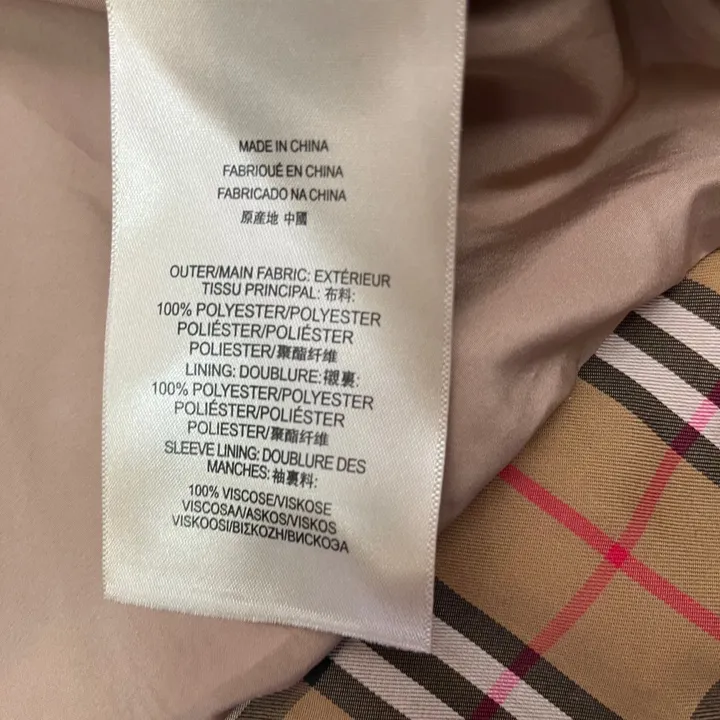 MADE IN CHINA
FABRIOUÉ EN CHINA
FABRICADO NA CHINA
原産地 中國
OUTER/MAIN FABRIC: EXTÉRIEUR
TISSU PRINCIPAL: 布料:
100% POLYESTER/POLYESTER
POLIÉSTER/POLIÉSTER
POLIESTER/聚酯纤维
LINING: DOUBLURE:襯裏:
100% POLYESTER/POLYESTER
POLIÉSTER/POLIÉSTER
POLIESTER/聚酯纤维
SLEEVE LINING: DOUBLURE DES
MANCHES:袖裏料:
100% VISCOSE/VISKOSE
VISCOSA/VASKOS/VISKOS
VISKOOSI/ΒΙΣΚΟΖΗ/ВИСКОЗА